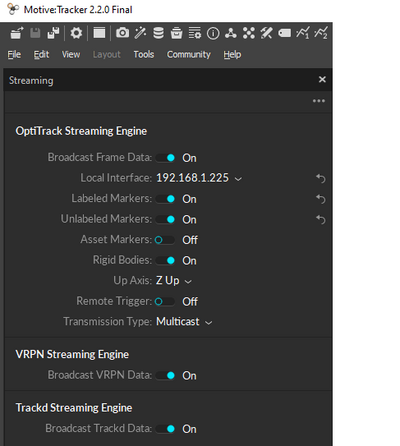 Motive:Tracker 2.2.0 Final
File Edit View Layout Tools Community Help
Streaming
OptiTrack Streaming Engine
Broadcast Frame Data: On
Local Interface: 192.168.1.225
Labeled Markers: On
Unlabeled Markers: On
Asset Markers: Off
Rigid Bodies: On
Up Axis: Z Up
Remote Trigger: Off
Transmission Type: Multicast
VRPN Streaming Engine
Broadcast VRPN Data: On
Trackd Streaming Engine
Broadcast Trackd Data: On